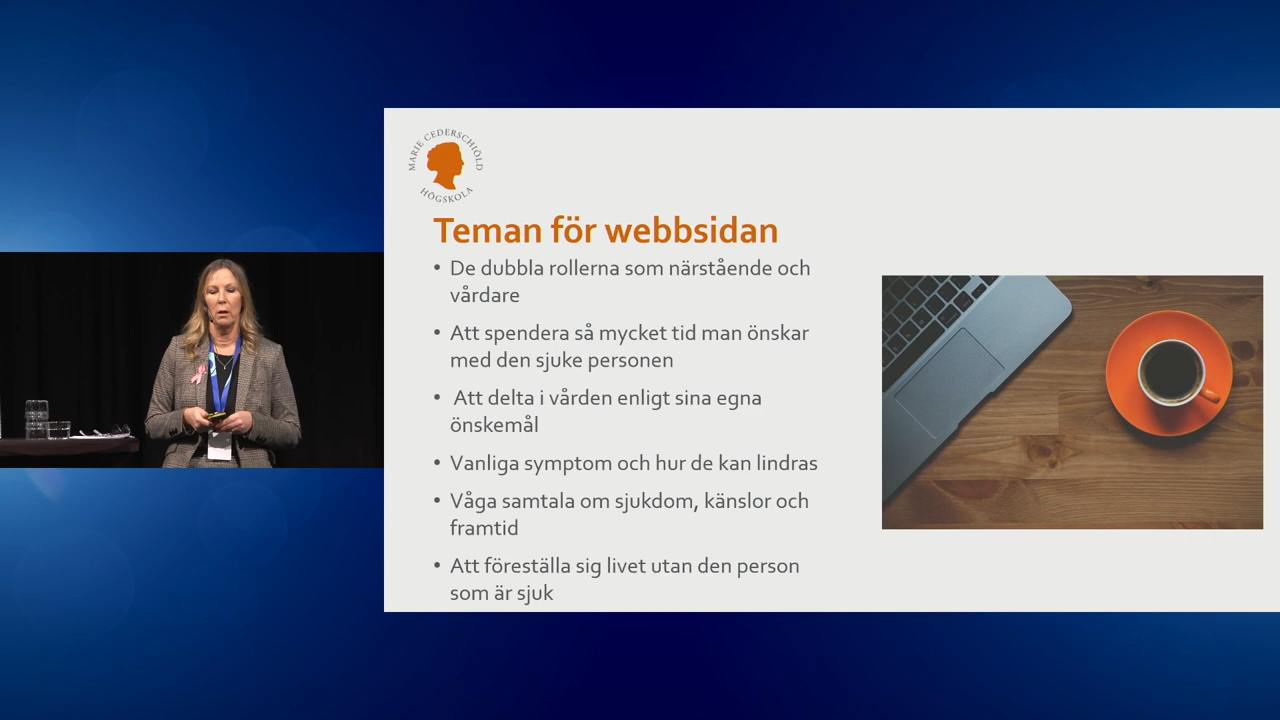 MARIE CEDERSCHIÖLD
HÖGSKOLA
Teman för webbsidan
• De dubbla rollerna som närstående och
vårdare
• Att spendera så mycket tid man önskar
med den sjuke personen
• Att delta i vården enligt sina egna
önskemål
• Vanliga symptom och hur de kan lindras
• Våga samtala om sjukdom, känslor och
framtid
• Att föreställa sig livet utan den person
som är sjuk